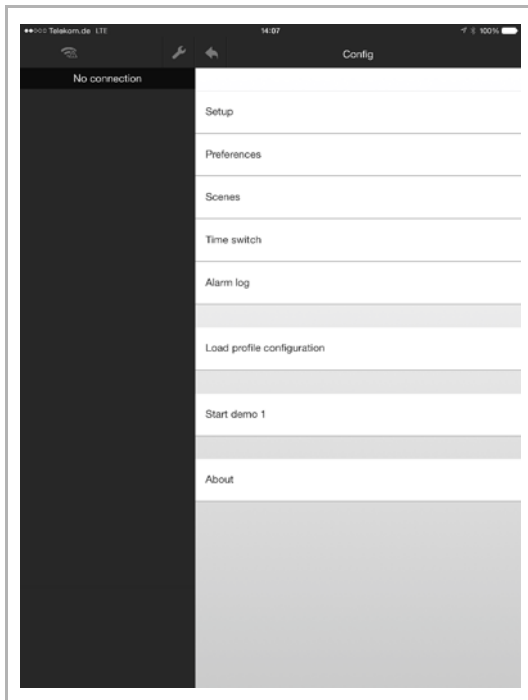 Telekom.de LTE 14:07 100%
Config
No connection
Setup
Preferences
Scenes
Time switch
Alarm log
Load profile configuration
Start demo 1
About